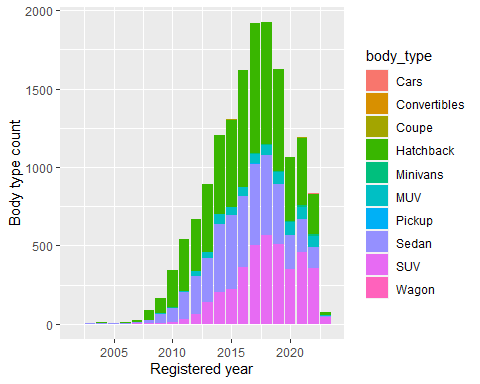 2000
1500
1000
500
0
Body type count
2005 2010 2015 2020
Registered year
body_type
Cars
Convertibles
Coupe
Hatchback
Minivans
MUV
Pickup
Sedan
SUV
Wagon